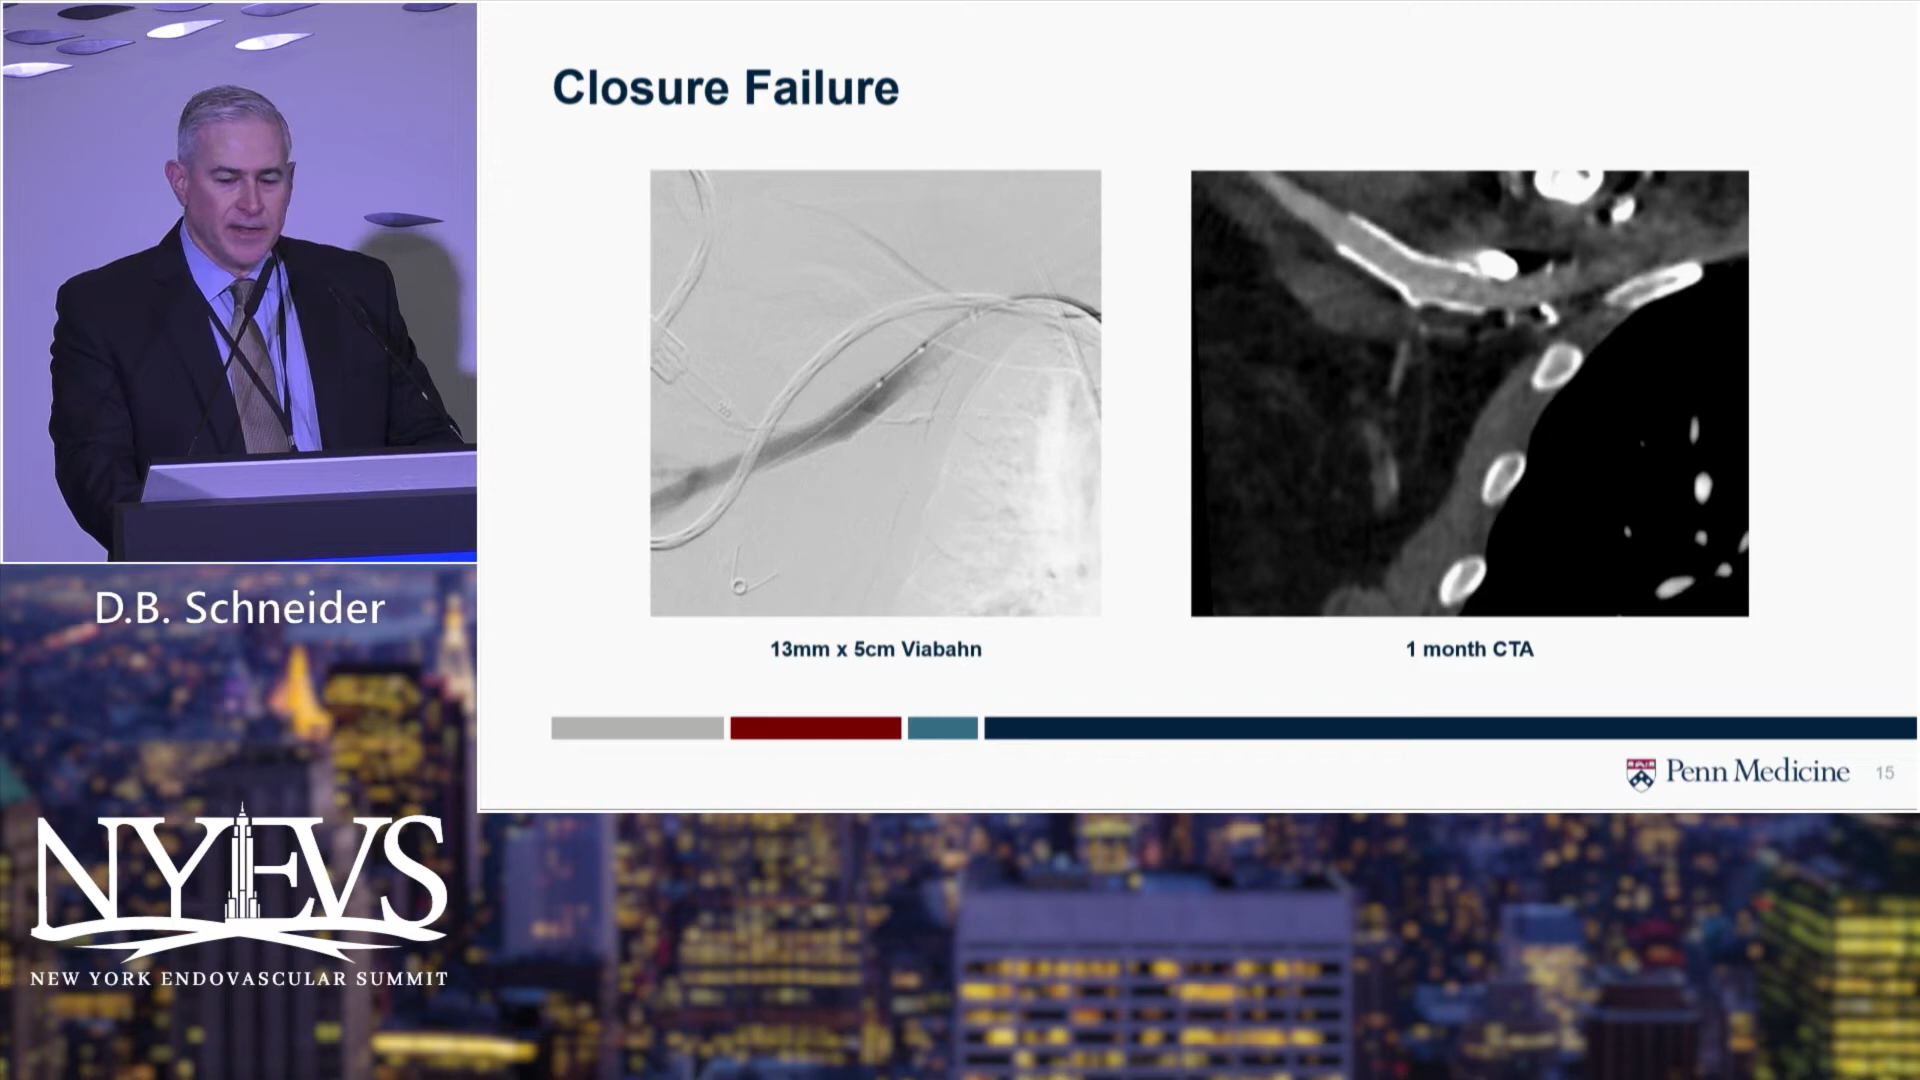 Closure Failure
13mm x 5cm Viabahn
1 month CTA
Penn Medicine 15
D.B. Schneider
NYEVS
NEW YORK ENDOVASCULAR SUMMIT